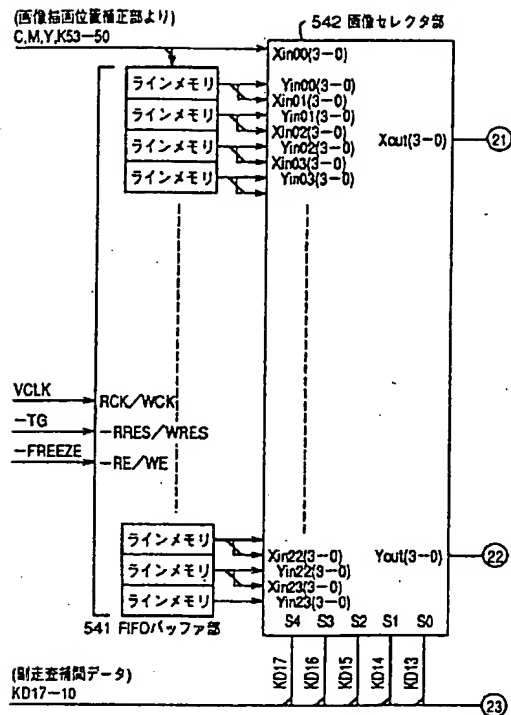 (画像描画位置補正部より)
C,M,Y,K53—50
542 画像セレクタ部
Xin00(3—0)
ラインメモリ
Yin00(3—0)
Xin01(3—0)
ラインメモリ
Yin01(3—0)
Xin02(3—0)
ラインメモリ
Yin02(3—0)
Xin03(3—0)
ラインメモリ
Yin03(3—0)
Xout(3—0)
21
VCLK
RCK/WCK
—TG
—RRES/WRES
—FREEZE
—RE/WE
ラインメモリ
Xin22(3—0)
ラインメモリ
Yin22(3—0)
Xin23(3—0)
ラインメモリ
Yin23(3—0)
Yout(3—0)
22
541 FIFOバッファ部
S4 S3 S2 S1 S0
KD17 KD16 KD15 KD14 KD13
(副走査補間データ)
KD17—10
23